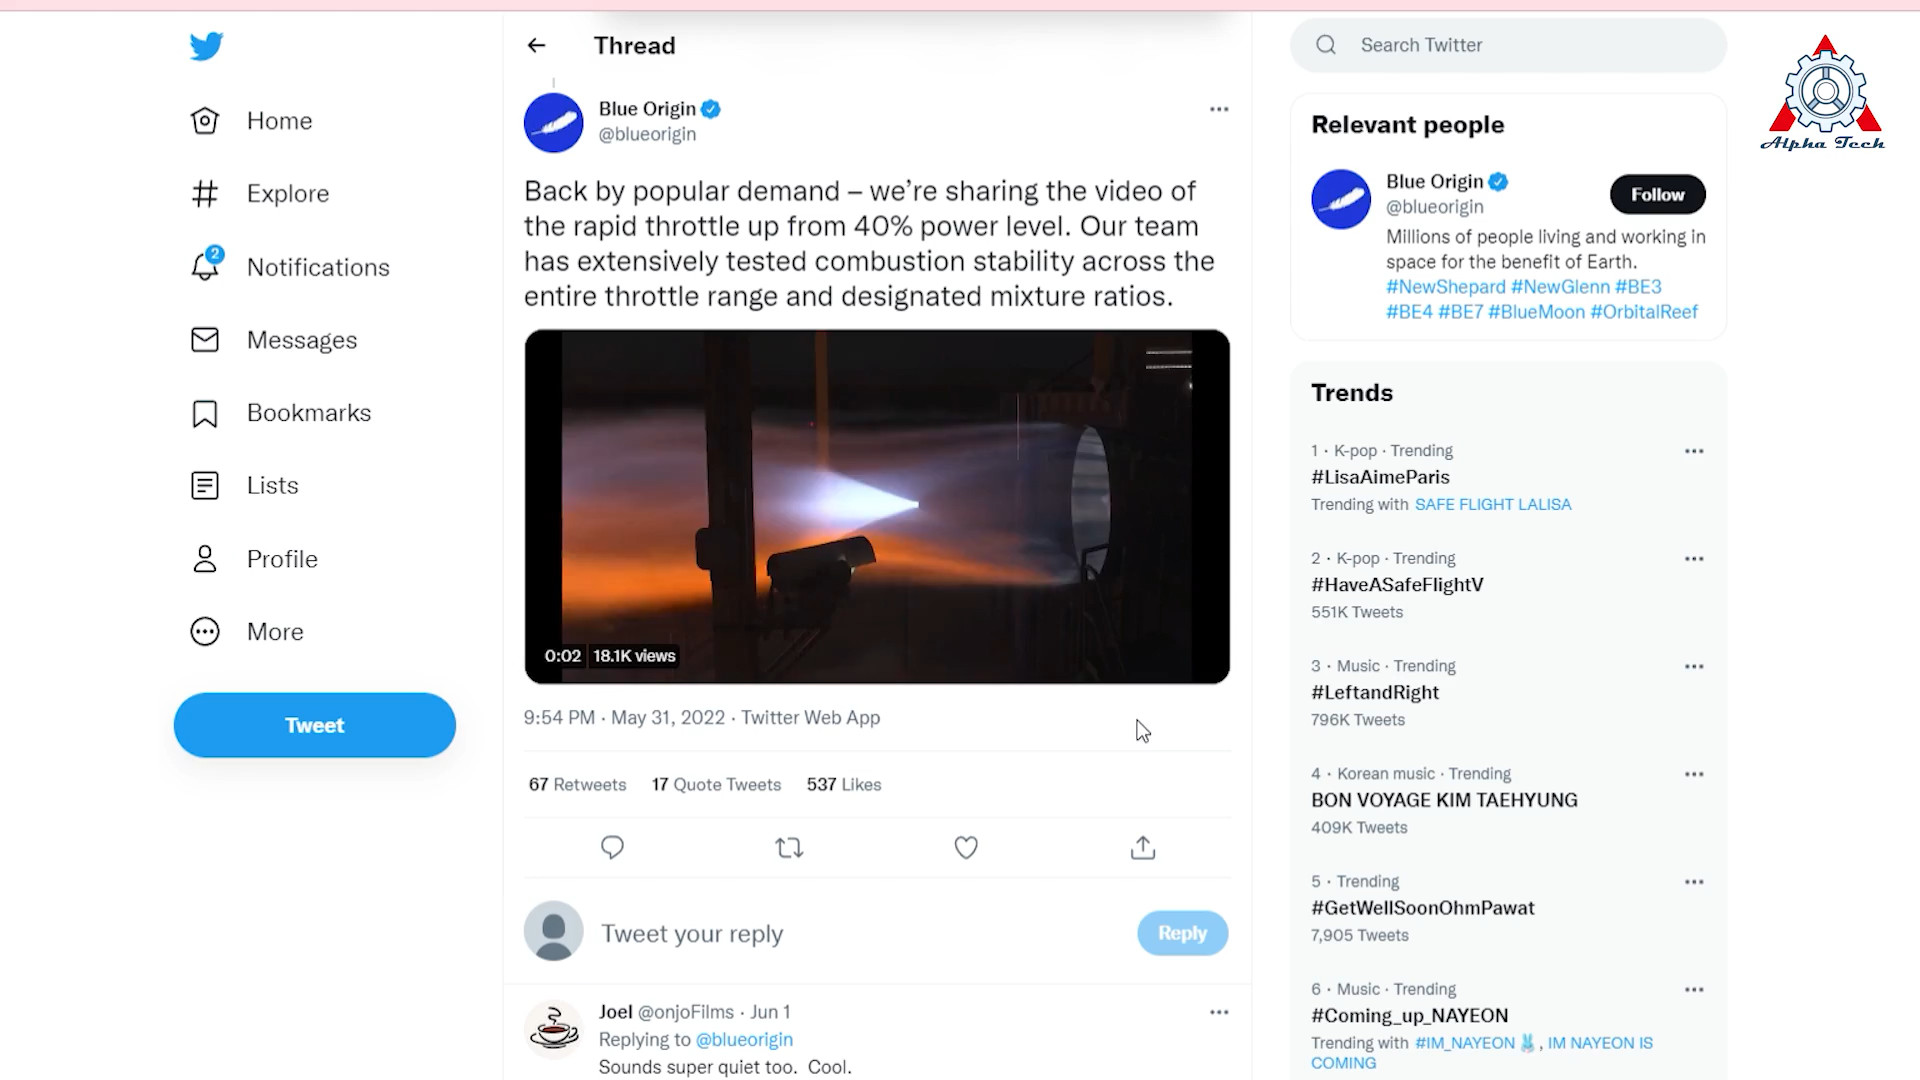 Home
Explore
2
Notifications
Messages
Bookmarks
Lists
Profile
More
Tweet
Thread
Blue Origin
@blueorigin
Back by popular demand – we’re sharing the video of
the rapid throttle up from 40% power level. Our team
has extensively tested combustion stability across the
entire throttle range and designated mixture ratios.
0:02 18.1K views
9:54 PM · May 31, 2022 · Twitter Web App
67 Retweets 17 Quote Tweets 537 Likes
Tweet your reply
Reply
Joel @onjoFilms · Jun 1
Replying to @blueorigin
Sounds super quiet too. Cool.
Search Twitter
Relevant people
Blue Origin
@blueorigin
Follow
Millions of people living and working in
space for the benefit of Earth.
#NewShepard #NewGlenn #BE3
#BE4 #BE7 #BlueMoon #OrbitalReef
Trends
1 · K-pop · Trending
#LisaAimeParis
Trending with SAFE FLIGHT LALISA
2 · K-pop · Trending
#HaveASafeFlightV
551K Tweets
3 · Music · Trending
#LeftandRight
796K Tweets
4 · Korean music · Trending
BON VOYAGE KIM TAEHYUNG
409K Tweets
5 · Trending
#GetWellSoonOhmPawat
7,905 Tweets
6 · Music · Trending
#Coming_up_NAYEON
Trending with #IM_NAYEON 🐰, IM NAYEON IS
COMING
Alpha Tech